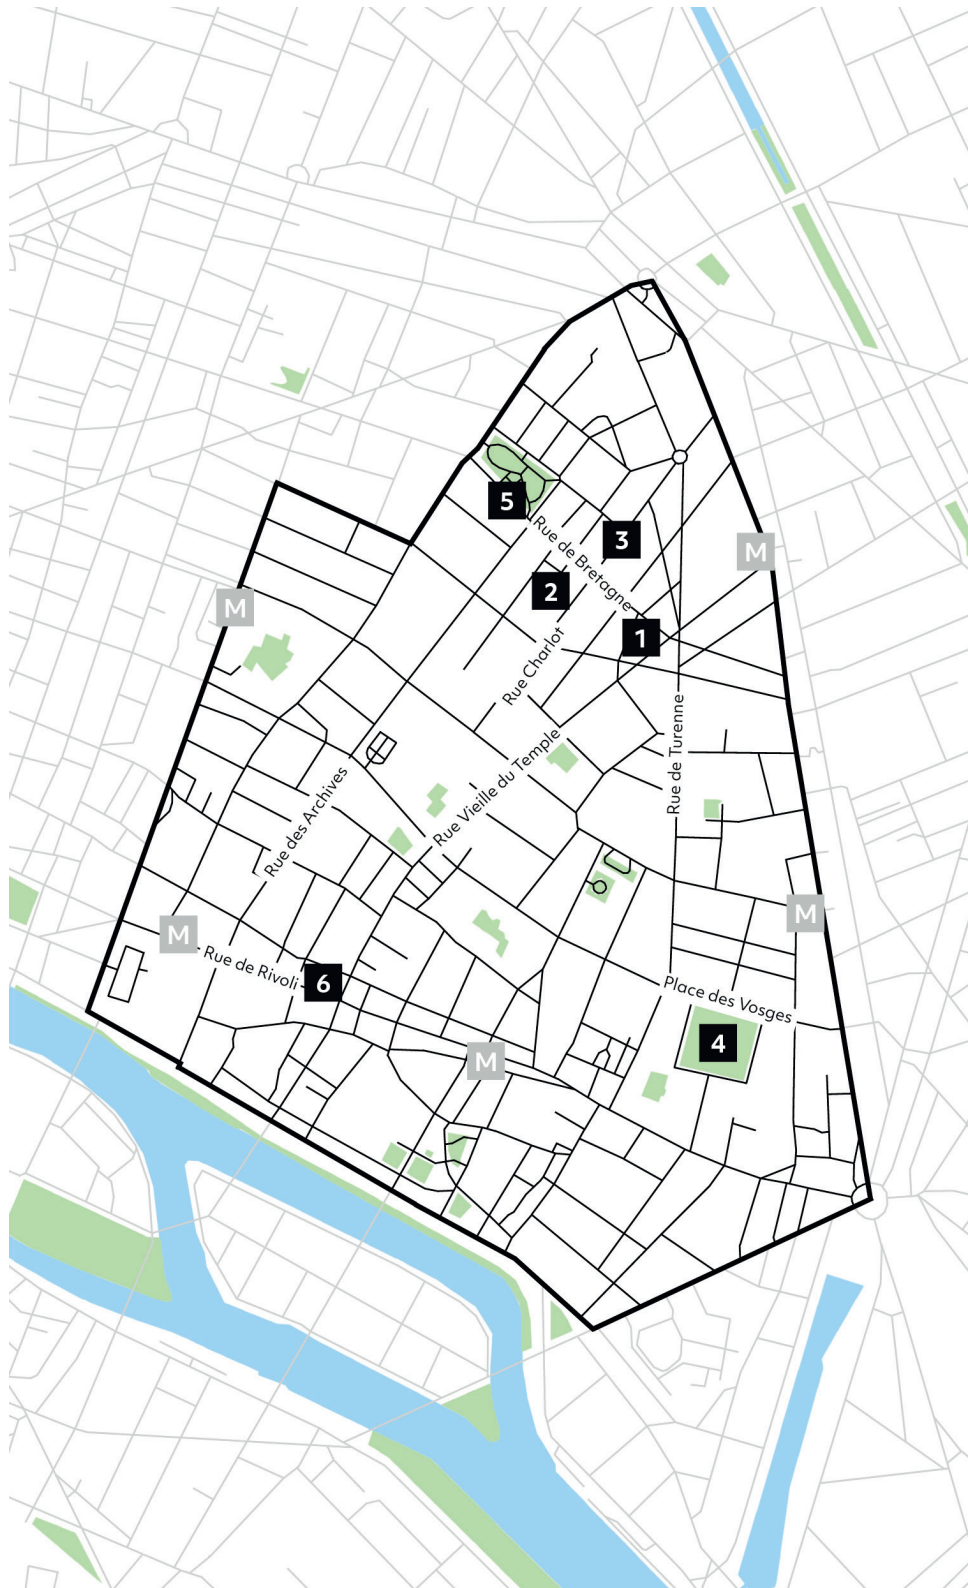 5
3
Rue de Bretagne
M
2
M
1
Rue Charlot
Rue de Turenne
Rue Vieille du Temple
Rue des Archives
M
M
Rue de Rivoli
6
Place des Vosges
4
M